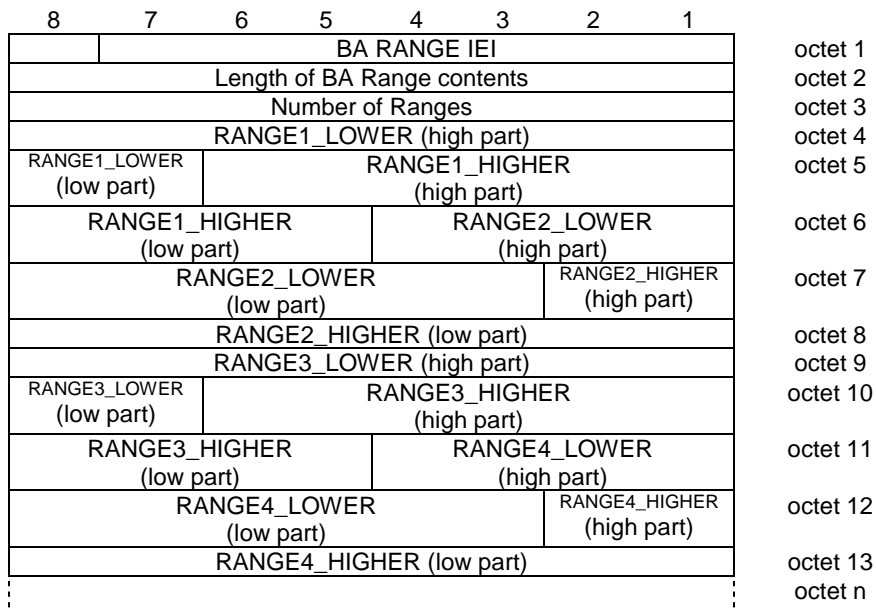 8 7 6 5 4 3 2 1
BA RANGE IEI octet 1
Length of BA Range contents octet 2
Number of Ranges octet 3
RANGE1_LOWER (high part) octet 4
RANGE1_LOWER RANGE1_HIGHER octet 5
(low part) (high part)
RANGE1_HIGHER RANGE2_LOWER octet 6
(low part) (high part)
RANGE2_LOWER RANGE2_HIGHER octet 7
(low part) (high part)
RANGE2_HIGHER (low part) octet 8
RANGE3_LOWER (high part) octet 9
RANGE3_LOWER RANGE3_HIGHER octet 10
(low part) (high part)
RANGE3_HIGHER RANGE4_LOWER octet 11
(low part) (high part)
RANGE4_LOWER RANGE4_HIGHER octet 12
(low part) (high part)
RANGE4_HIGHER (low part) octet 13
octet n